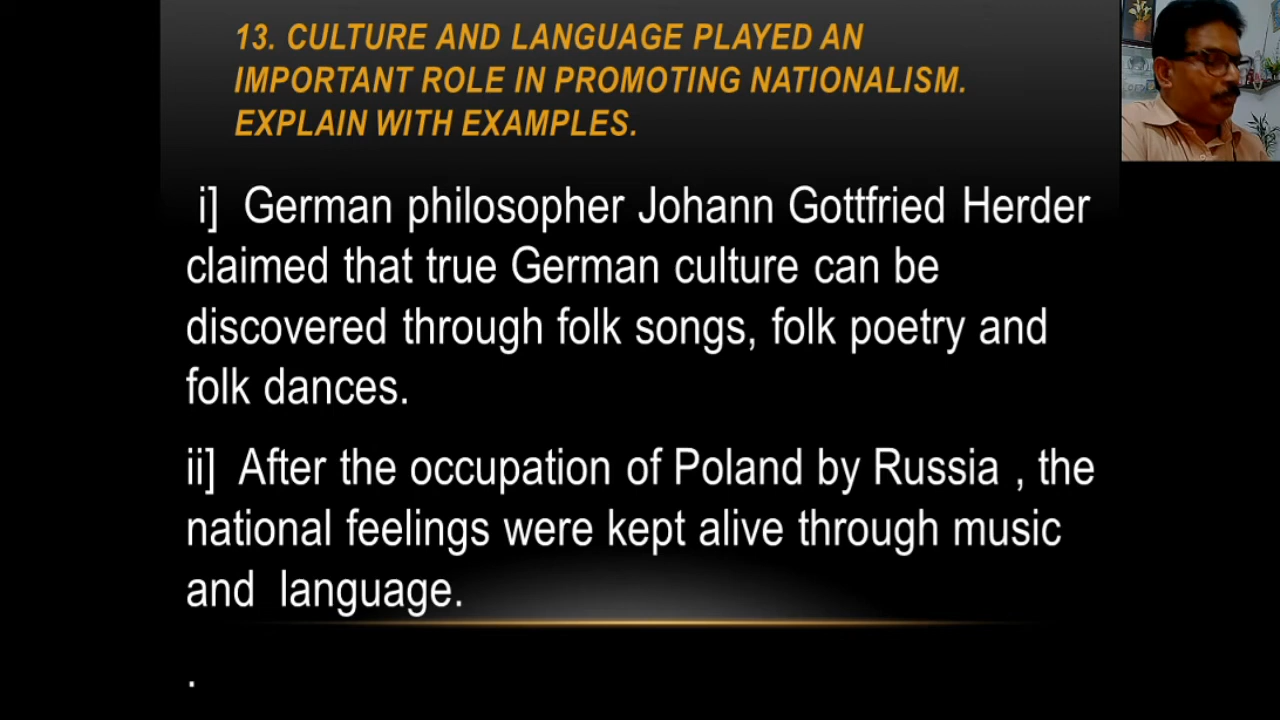 13. CULTURE AND LANGUAGE PLAYED AN
IMPORTANT ROLE IN PROMOTING NATIONALISM.
EXPLAIN WITH EXAMPLES.
i] German philosopher Johann Gottfried Herder
claimed that true German culture can be
discovered through folk songs, folk poetry and
folk dances.
ii] After the occupation of Poland by Russia , the
national feelings were kept alive through music
and language.
.